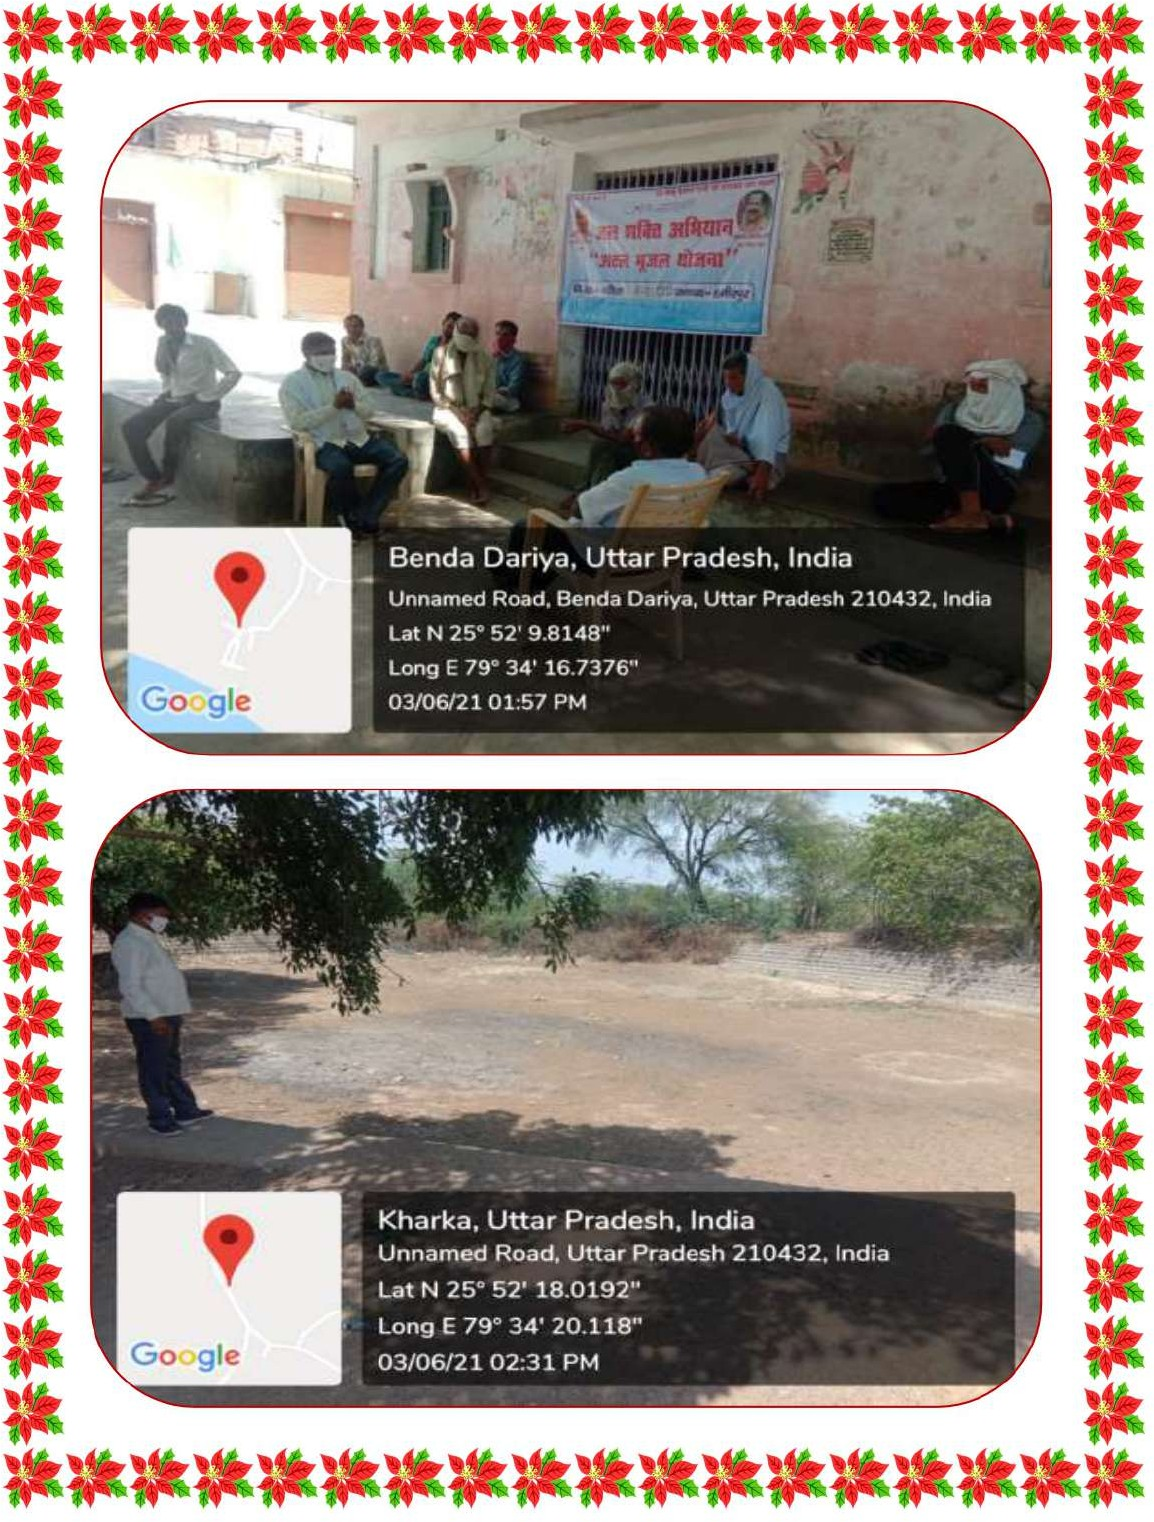 जल शक्ति अभियान
"अटल भूजल योजना"
जनपद-हमीरपुर
Benda Dariya, Uttar Pradesh, India
Unnamed Road, Benda Dariya, Uttar Pradesh 210432, India
Lat N 25° 52' 9.8148"
Long E 79° 34' 16.7376"
03/06/21 01:57 PM
Google
Kharka, Uttar Pradesh, India
Unnamed Road, Uttar Pradesh 210432, India
Lat N 25° 52' 18.0192"
Long E 79° 34' 20.118"
03/06/21 02:31 PM
Google